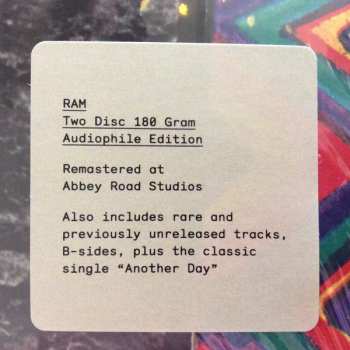 RAM
Two Disc 180 Gram
Audiophile Edition
Remastered at
Abbey Road Studios
Also includes rare and
previously unreleased tracks,
B-sides, plus the classic
single “Another Day”